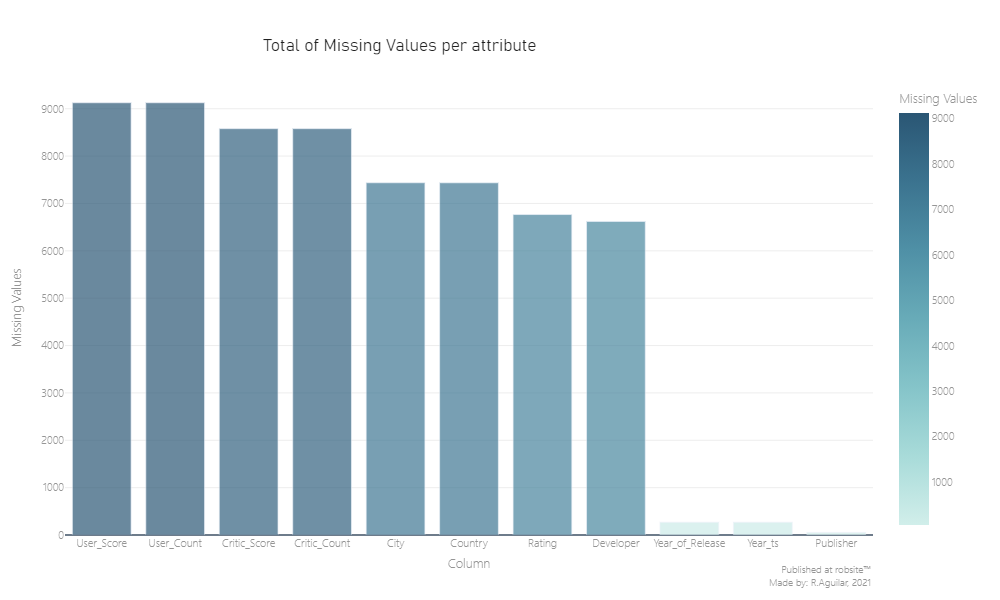 Total of Missing Values per attribute
Missing Values
9000
8000
7000
6000
5000
4000
3000
2000
1000
0
User_Score User_Count Critic_Score Critic_Count City Country Rating Developer Year_of_Release Year_ts Publisher
Column
Missing Values
9000
8000
7000
6000
5000
4000
3000
2000
1000
Published at robsite™
Made by: R.Aguilar, 2021